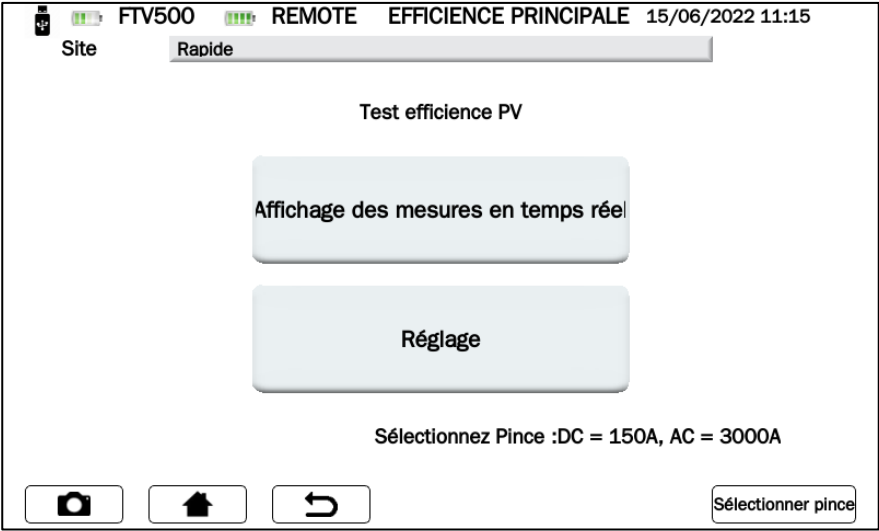 FTV500 REMOTE EFFICIENCE PRINCIPALE 15/06/2022 11:15
Site Rapide
Test efficience PV
Affichage des mesures en temps réel
Réglage
Sélectionnez Pince :DC = 150A, AC = 3000A
Sélectionner pince